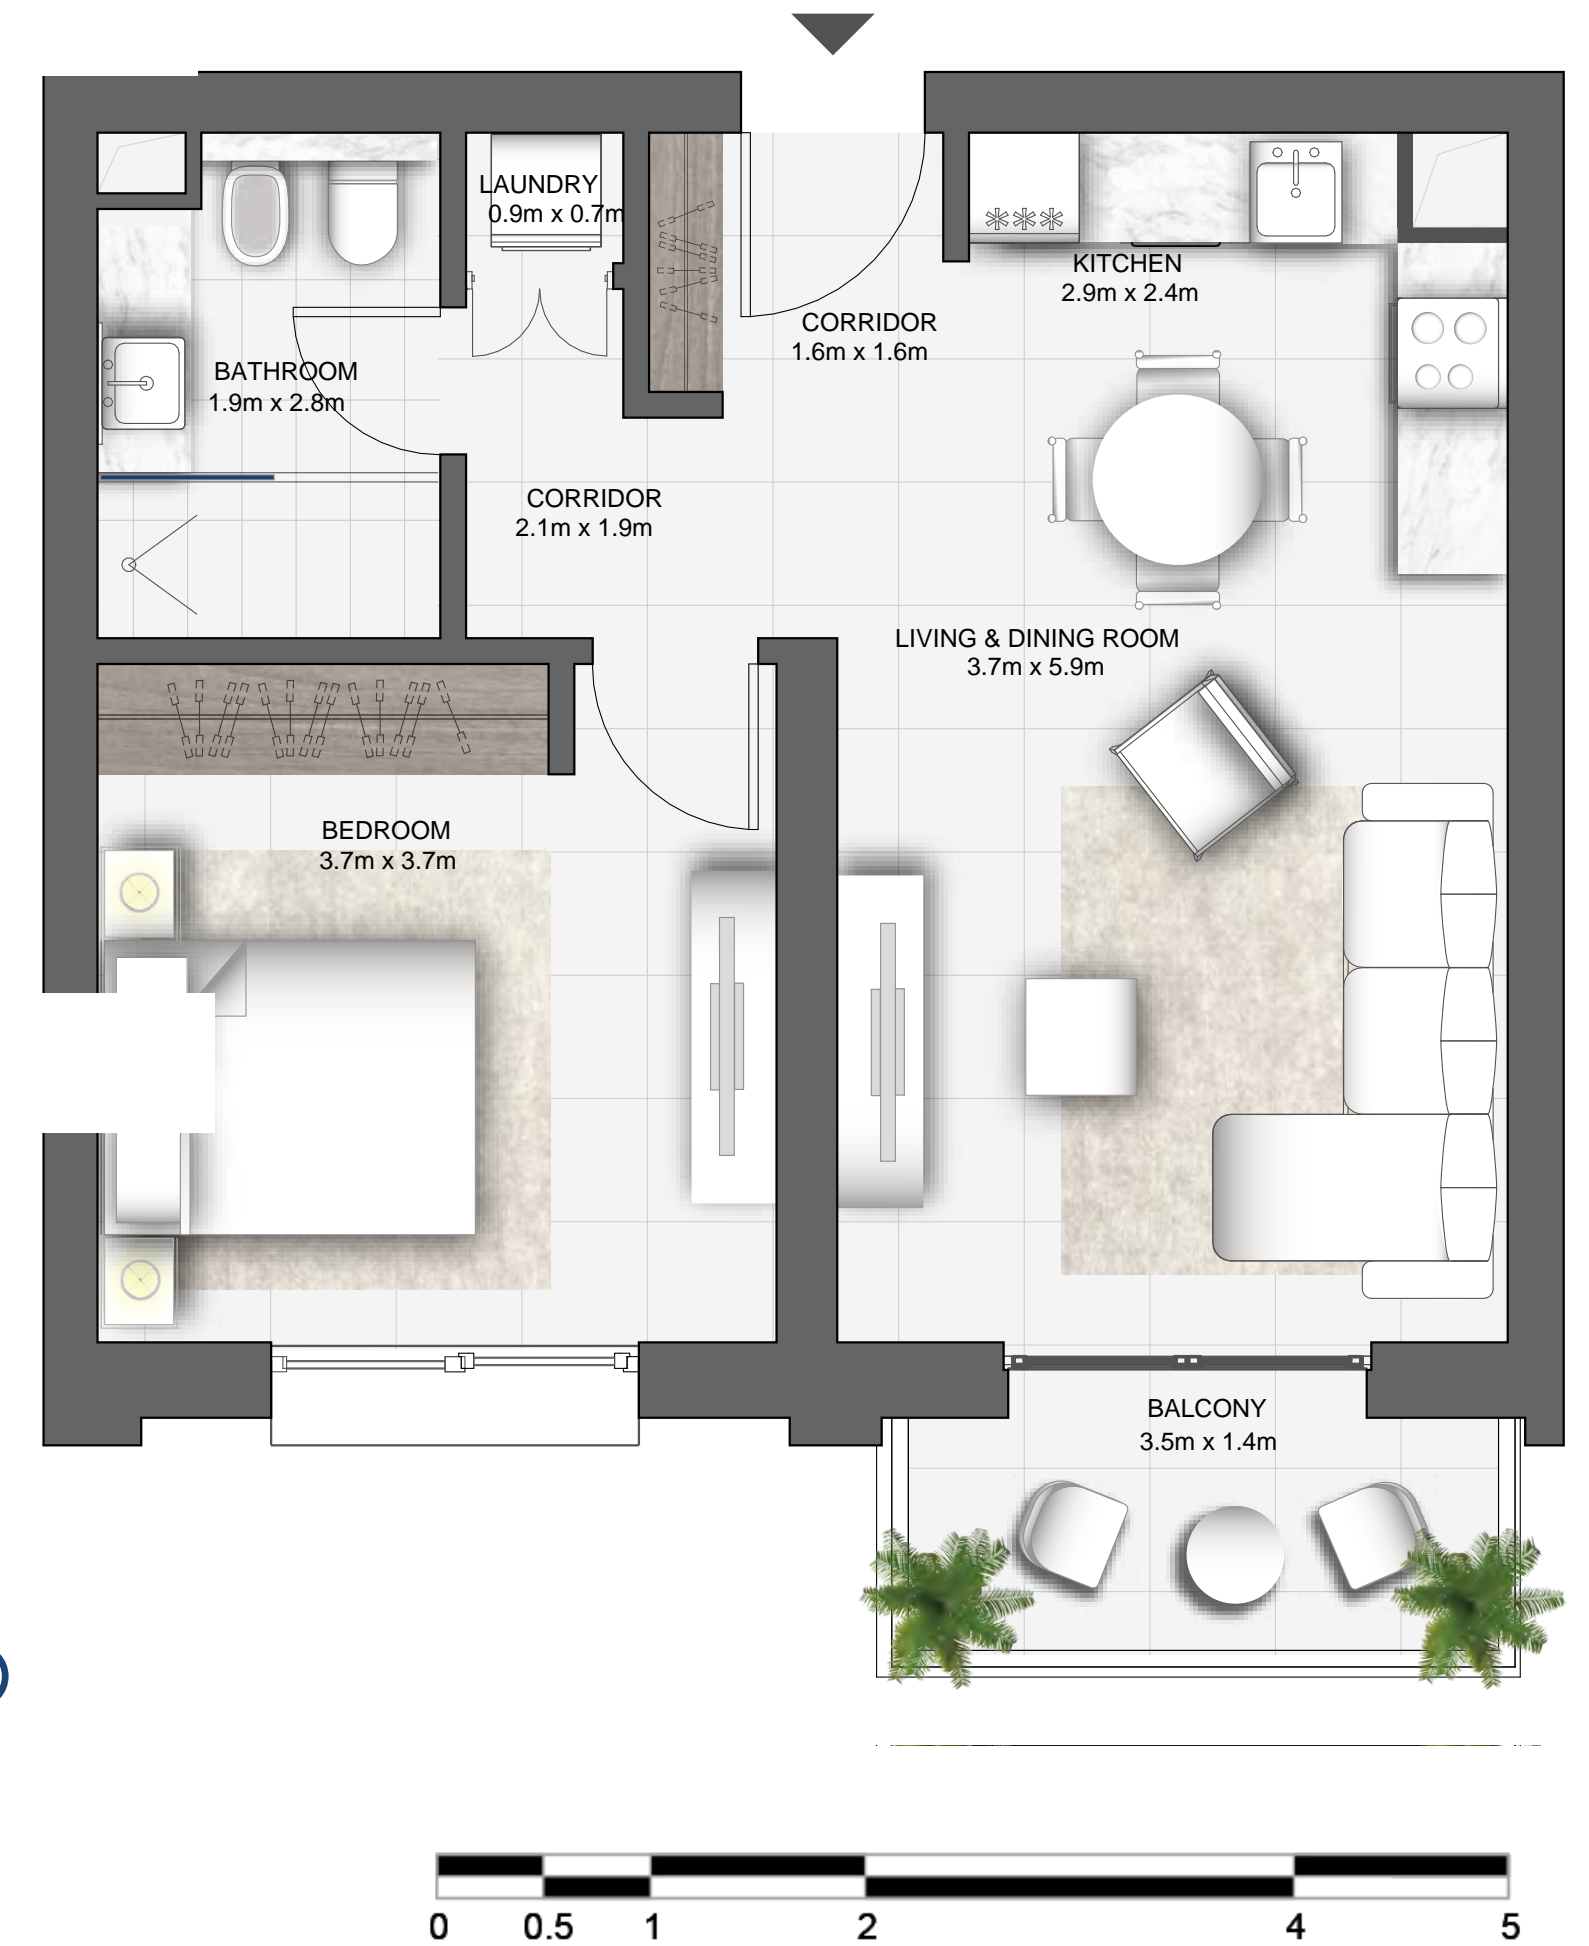 LAUNDRY
0.9m x 0.7m
KITCHEN
2.9m x 2.4m
CORRIDOR
1.6m x 1.6m
BATHROOM
1.9m x 2.8m
CORRIDOR
2.1m x 1.9m
LIVING & DINING ROOM
3.7m x 5.9m
BEDROOM
3.7m x 3.7m
BALCONY
3.5m x 1.4m
0 0.5 1 2 4 5